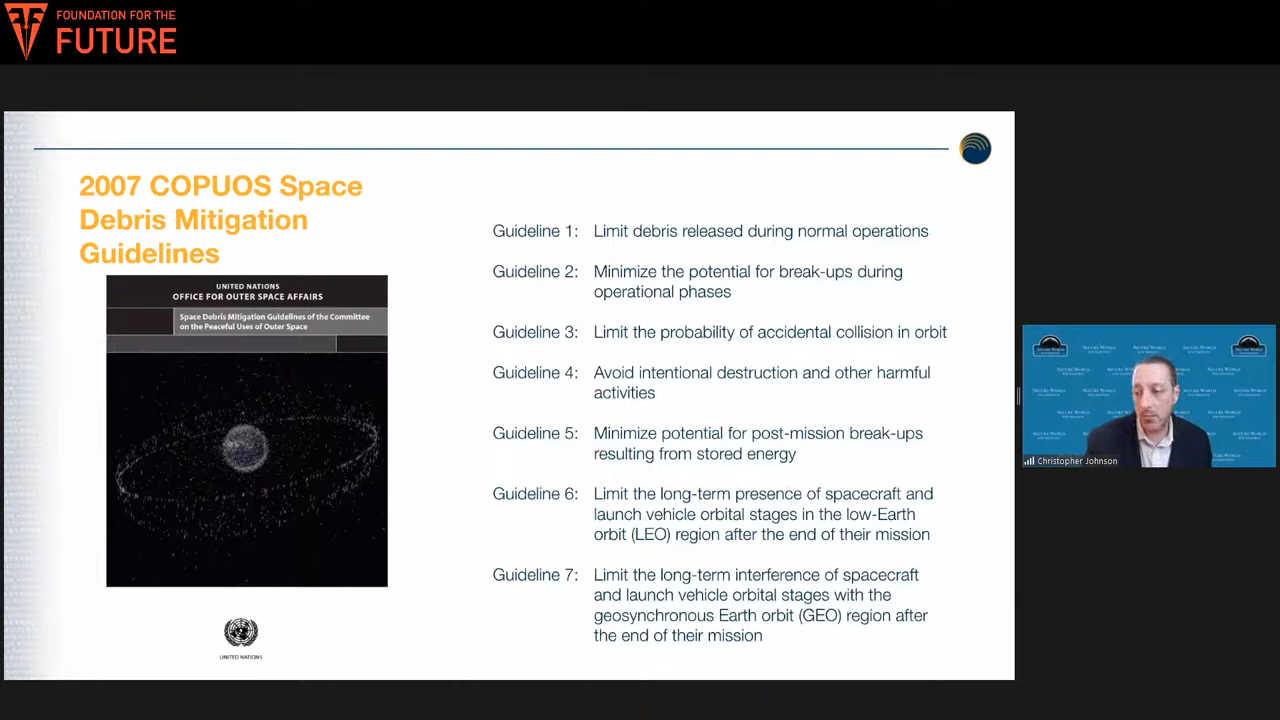 FOUNDATION FOR THE
FUTURE
2007 COPUOS Space
Debris Mitigation
Guidelines
UNITED NATIONS
OFFICE FOR OUTER SPACE AFFAIRS
Space Debris Mitigation Guidelines of the Committee
on the Peaceful Uses of Outer Space
UNITED NATIONS
Guideline 1: Limit debris released during normal operations
Guideline 2: Minimize the potential for break-ups during
operational phases
Guideline 3: Limit the probability of accidental collision in orbit
Guideline 4: Avoid intentional destruction and other harmful
activities
Guideline 5: Minimize potential for post-mission break-ups
resulting from stored energy
Guideline 6: Limit the long-term presence of spacecraft and
launch vehicle orbital stages in the low-Earth
orbit (LEO) region after the end of their mission
Guideline 7: Limit the long-term interference of spacecraft
and launch vehicle orbital stages with the
geosynchronous Earth orbit (GEO) region after
the end of their mission
SECURE WORLD
Christopher Johnson